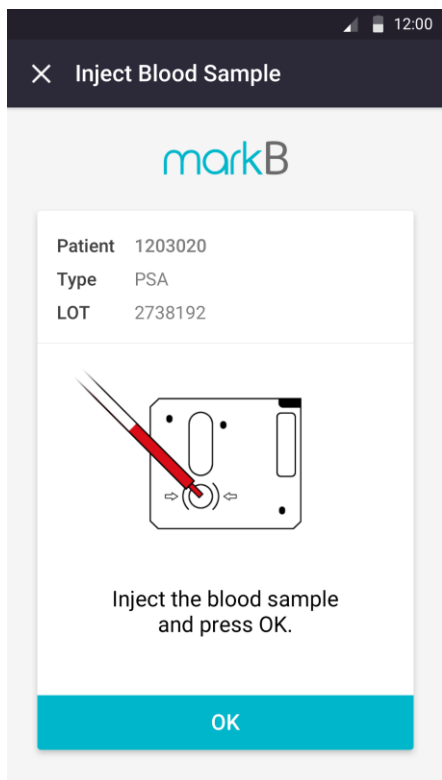 12:00
Inject Blood Sample
markB
Patient 1203020
Type PSA
LOT 2738192
Inject the blood sample
and press OK.
OK